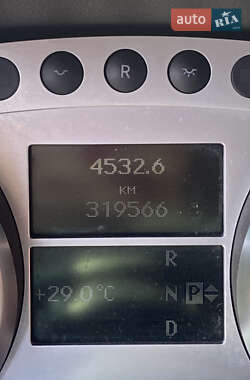 auto RIA
R
4532.6
KM
319566
R
+29.0°C N P
D